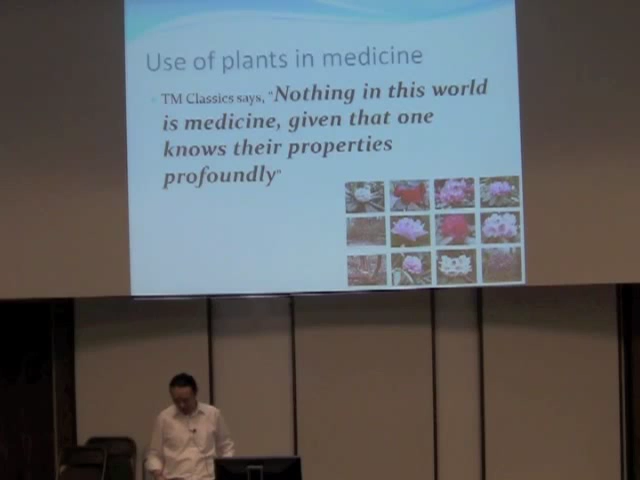 Use of plants in medicine
TM Classics says, "Nothing in this world
is medicine, given that one
knows their properties
profoundly"